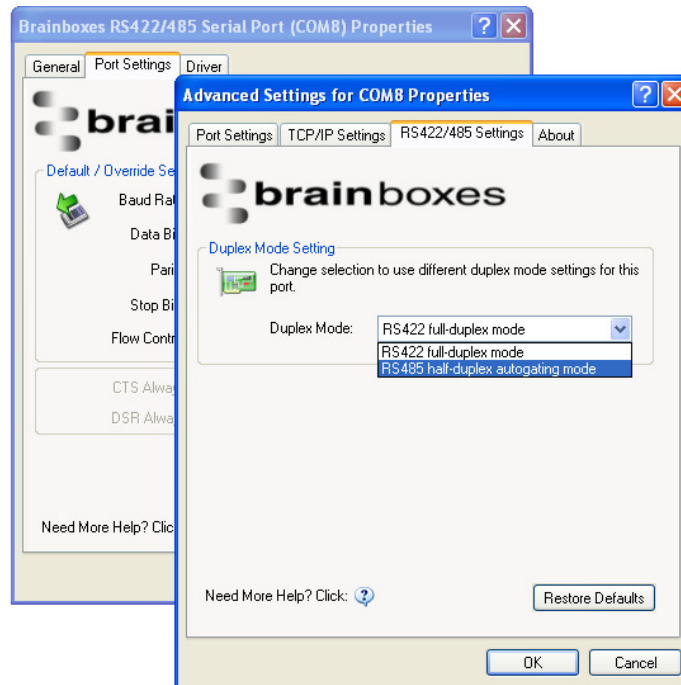 Brainboxes RS422/485 Serial Port (COM8) Properties
General Port Settings Driver
brai
Default / Override Se
Baud Ra
Data Bi
Pari
Stop Bi
Flow Contr
CTS Alwa
DSR Alwa
Need More Help? Clic
Advanced Settings for COM8 Properties
Port Settings TCP/IP Settings RS422/485 Settings About
brainboxes
Duplex Mode Setting
Change selection to use different duplex mode settings for this
port.
Duplex Mode: RS422 full-duplex mode
RS422 full-duplex mode
RS485 half-duplex autogating mode
Need More Help? Click: ?
Restore Defaults
OK Cancel